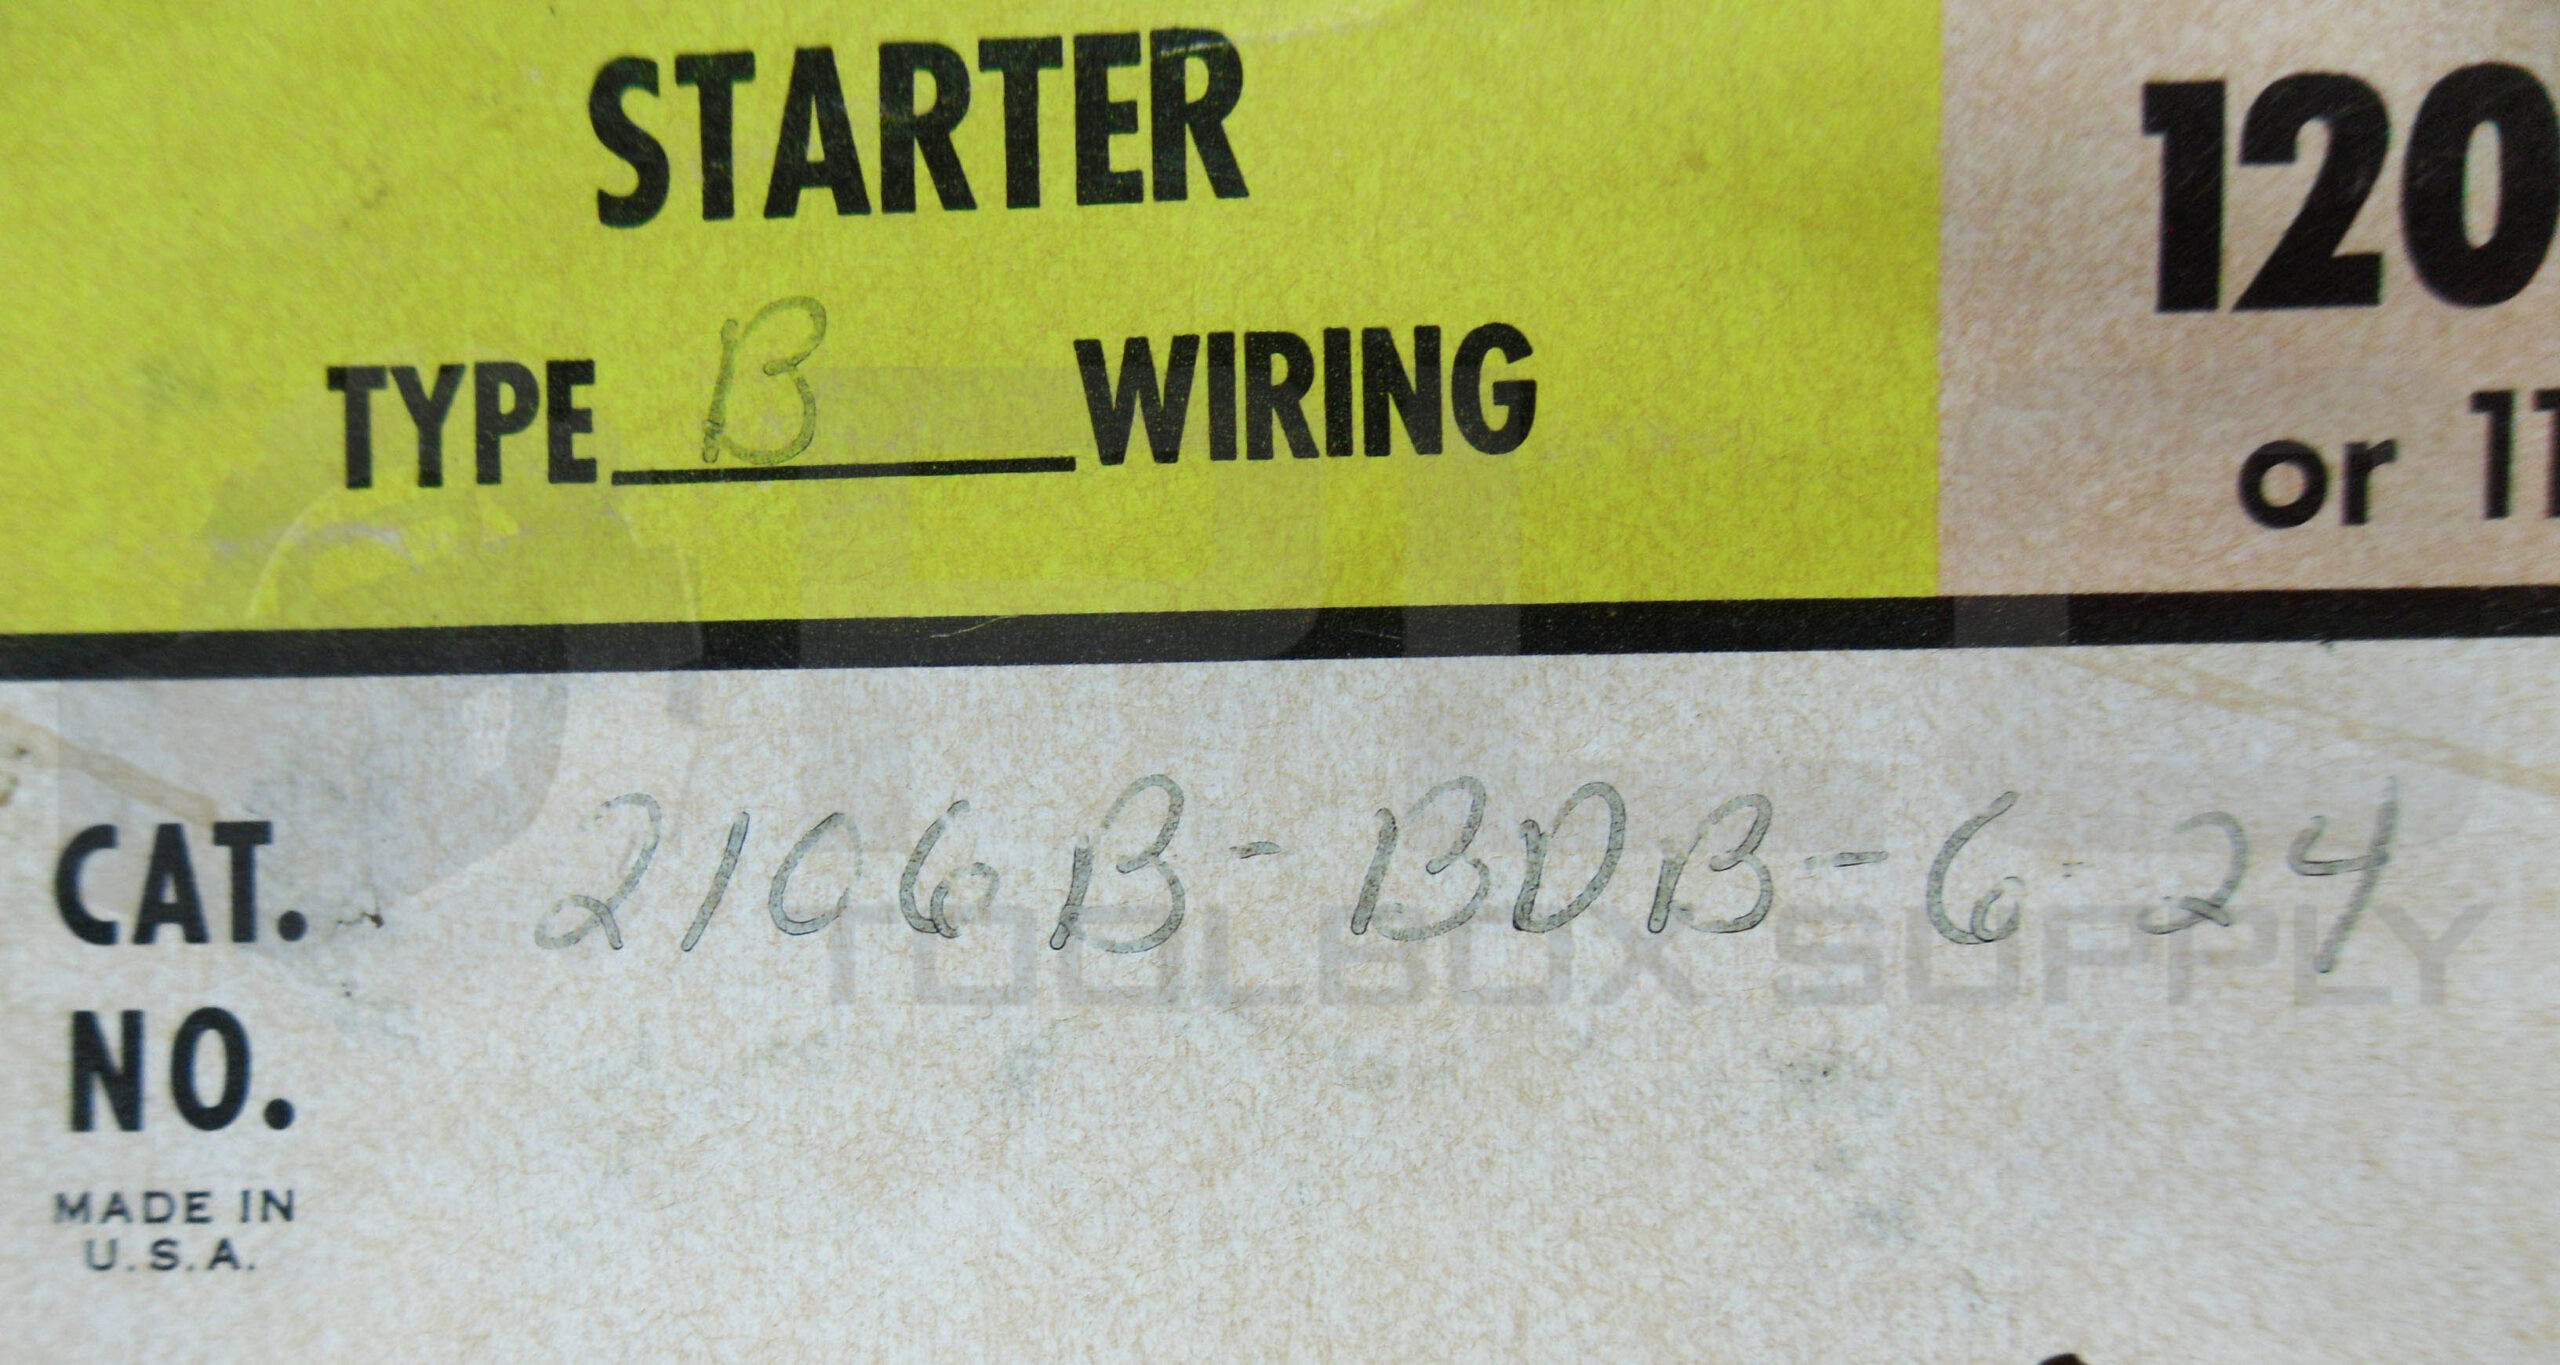 STARTER
120
TYPE B WIRING
or 11
CAT. 2106B-BDB-6-24
NO.
TOOLBOX SUPPLY
MADE IN
U.S.A.